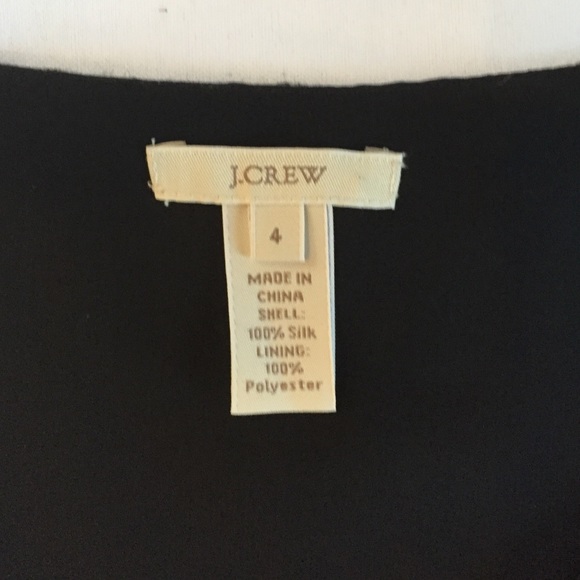 J.CREW
4
MADE IN
CHINA
SHELL:
100% Silk
LINING:
100%
Polyester